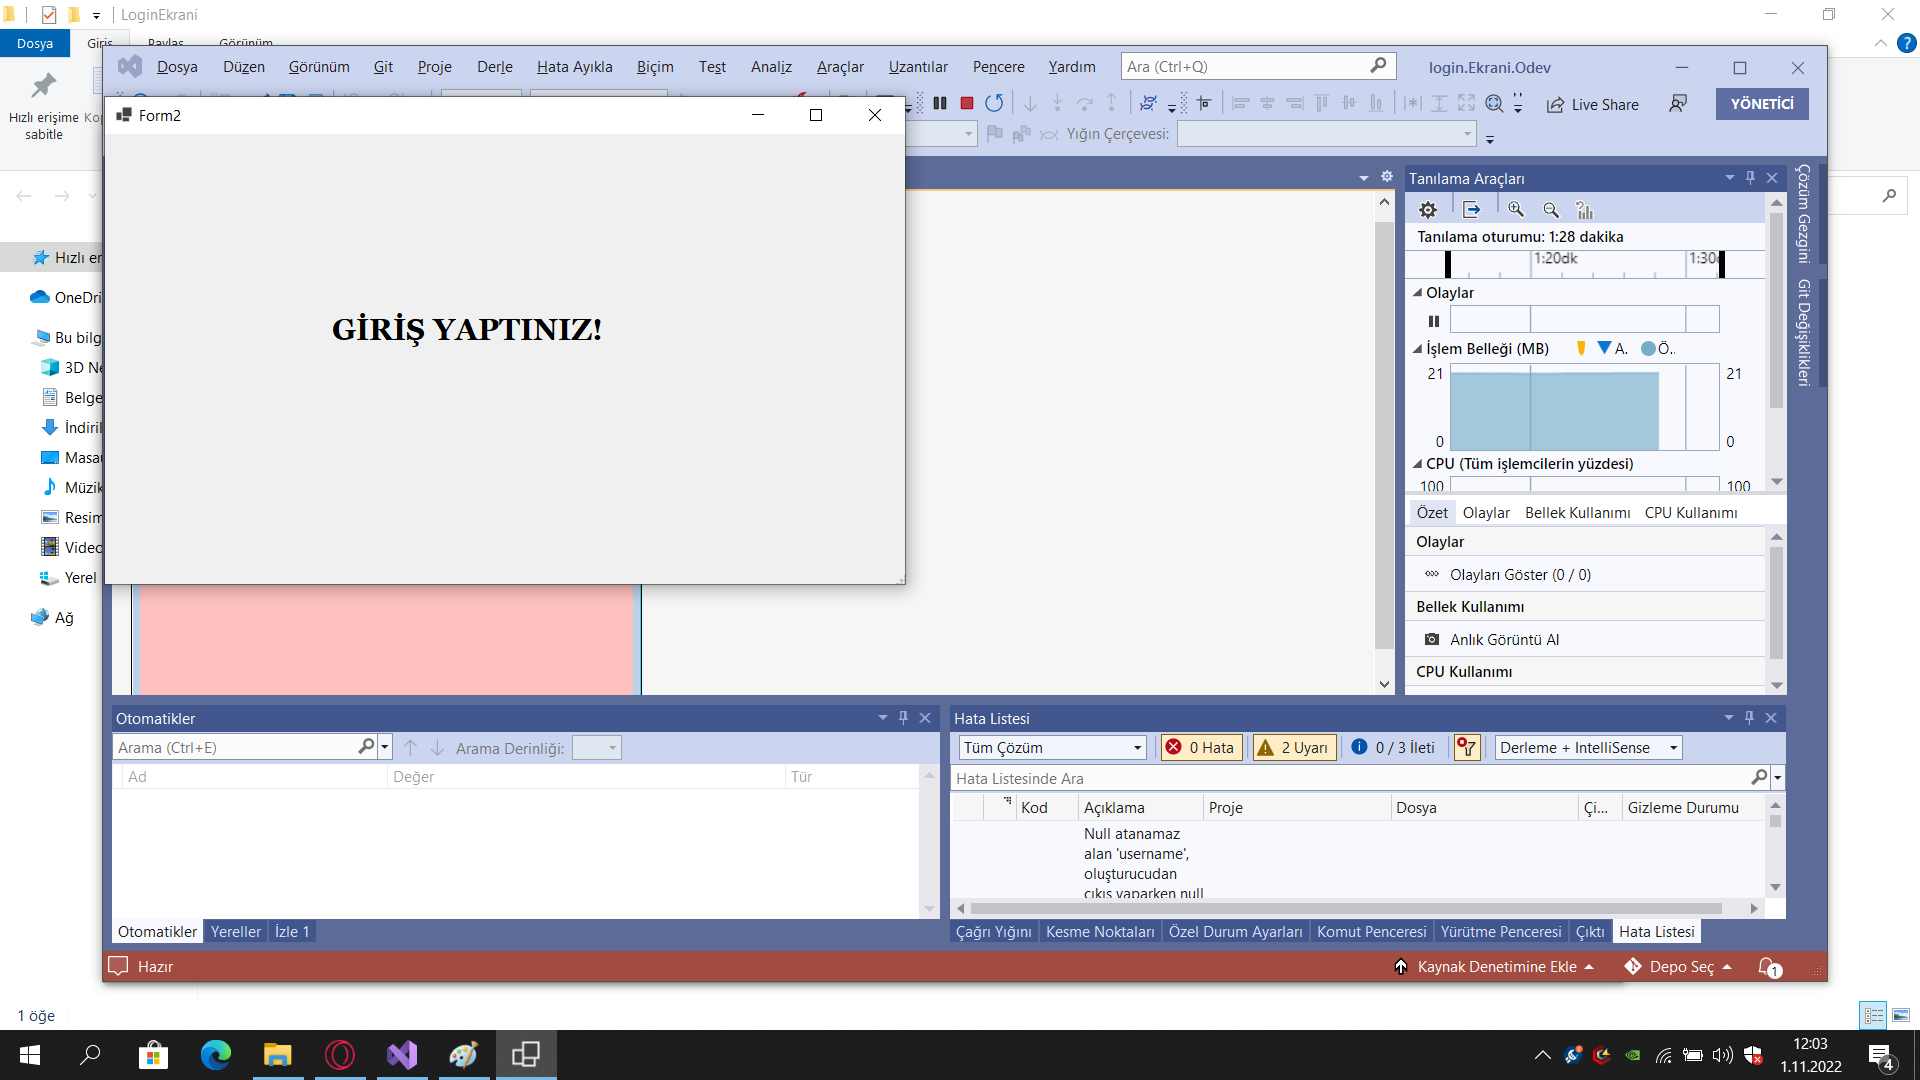 LoginEkrani
Dosya
Giriş
Paylaş
Görünüm
Hızlı erişime
sabitle
Dosya Düzen Görünüm Git Proje Derle Hata Ayıkla Biçim Test Analiz Araçlar Uzantılar Pencere Yardım
Ara (Ctrl+Q)
login.Ekrani.Odev
Live Share
YÖNETİCİ
Yığın Çerçevesi:
Form2
GİRİŞ YAPTINIZ!
Hızlı er
OneDri
Bu bilg
3D Ne
Belge
İndiril
Masaü
Müzik
Resim
Video
Yerel
Ağ
Tanılama Araçları
Tanılama oturumu: 1:28 dakika
1:20dk
1:30
Olaylar
İşlem Belleği (MB)
A.
Ö..
21
21
0
0
CPU (Tüm işlemcilerin yüzdesi)
100
100
Özet Olaylar Bellek Kullanımı CPU Kullanımı
Olaylar
Olayları Göster (0 / 0)
Bellek Kullanımı
Anlık Görüntü Al
CPU Kullanımı
Çözüm Gezgini
Git Değişiklikleri
Otomatikler
Arama (Ctrl+E)
Arama Derinliği:
Ad
Değer
Tür
Otomatikler Yereller İzle 1
Hata Listesi
Tüm Çözüm
0 Hata
2 Uyarı
0 / 3 İleti
Derleme + IntelliSense
Hata Listesinde Ara
Kod
Açıklama
Proje
Dosya
Çi...
Gizleme Durumu
Null atanamaz
alan 'username',
oluşturucudan
çıkış yaparken null
Çağrı Yığını Kesme Noktaları Özel Durum Ayarları Komut Penceresi Yürütme Penceresi Çıktı Hata Listesi
Hazır
Kaynak Denetimine Ekle
Depo Seç
1
1 öğe
12:03
1.11.2022
4